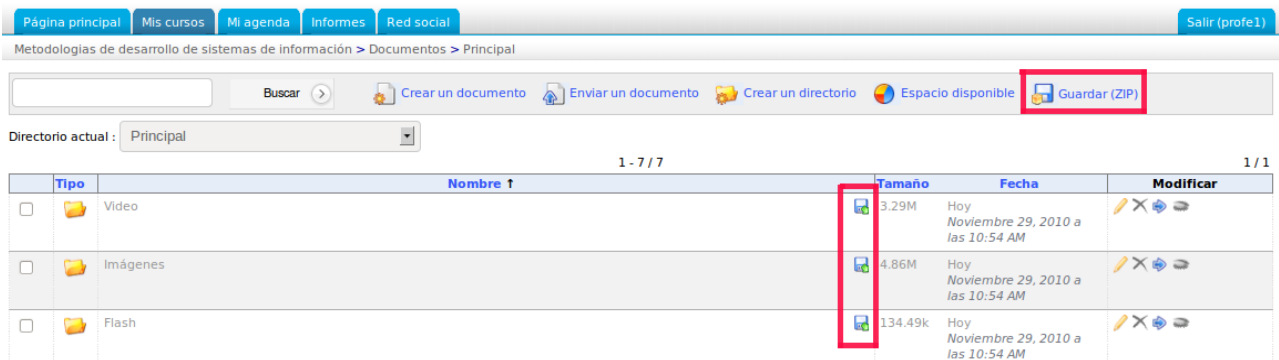 Página principal Mis cursos Mi agenda Informes Red social Salir (profe1)
Metodologias de desarrollo de sistemas de información > Documentos > Principal
Buscar Crear un documento Enviar un documento Crear un directorio Espacio disponible Guardar (ZIP)
Directorio actual : Principal
1 - 7 / 7 1 / 1
Tipo Nombre ↑ Tamaño Fecha Modificar
Video 3.29M Hoy
Noviembre 29, 2010 a
las 10:54 AM
Imágenes 4.86M Hoy
Noviembre 29, 2010 a
las 10:54 AM
Flash 134.49k Hoy
Noviembre 29, 2010 a
las 10:54 AM